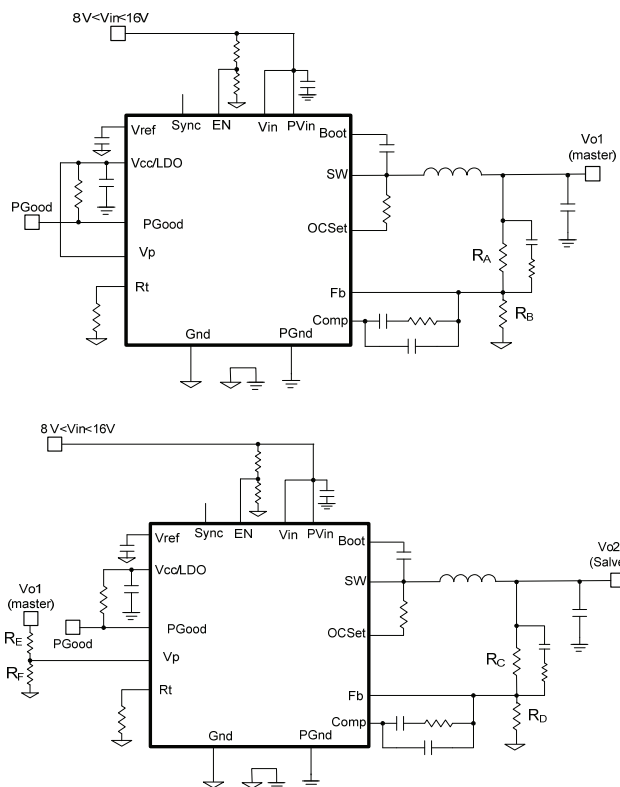 8V<Vin<16V
Sync EN Vin PVin
Vref
Boot
Vcc/LDO
SW
Vo1
(master)
PGood
PGood
OCSet
Vp
RA
Rt
Fb
RB
Comp
Gnd PGnd
8V<Vin<16V
Sync EN Vin PVin
Vref
Boot
Vcc/LDO
SW
Vo2
(Salve
Vo1
(master)
RE
PGood
PGood
OCSet
Vp
RF
RC
Rt
Fb
RD
Comp
Gnd PGnd